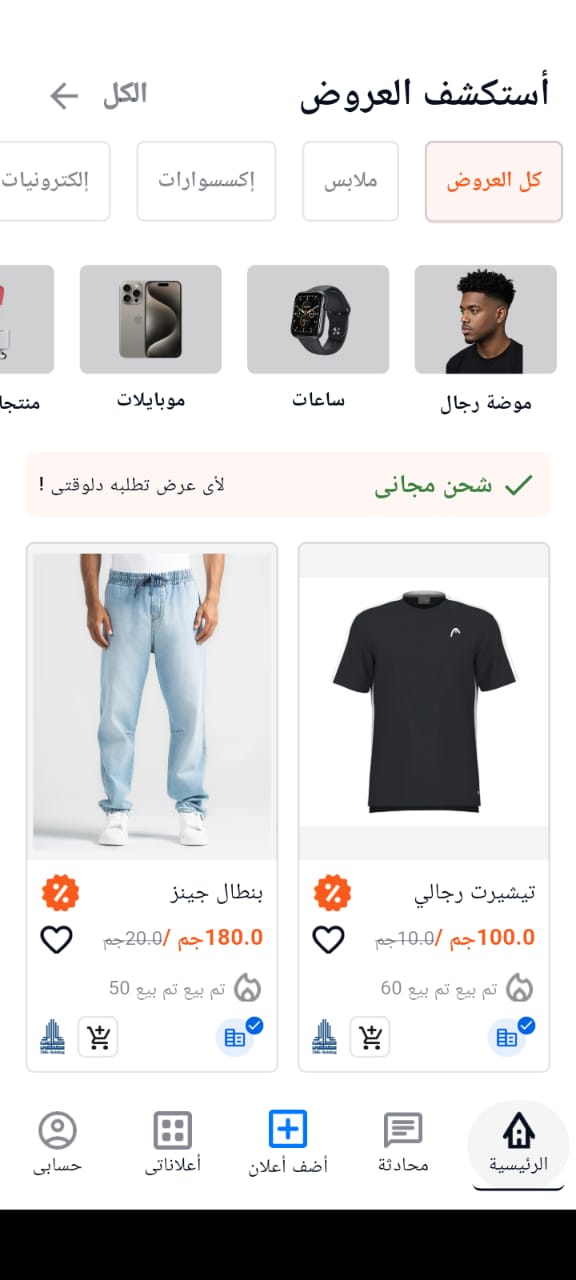 أستكشف العروض
الكل
كل العروض
ملابس
إكسسوارات
إلكترونيات
موضة رجال
ساعات
موبايلات
منتجا
شحن مجانى
لأى عرض تطلبه دلوقتى !
تيشيرت رجالي
100.0جم /10.0جم
تم بيع تم بيع 60
بنطال جينز
180.0جم /20.0جم
تم بيع تم بيع 50
الرئيسية
محادثة
أضف أعلان
أعلاناتى
حسابى